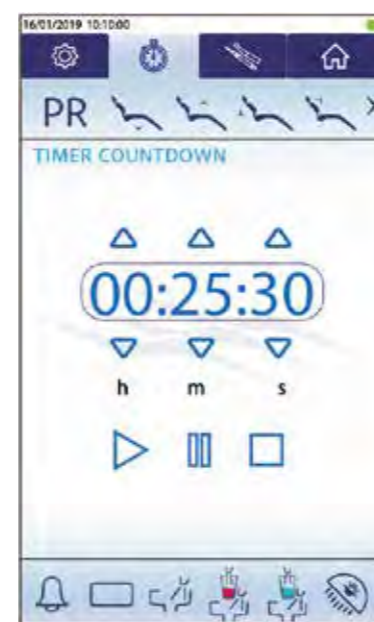 16/01/2019 10:10:00
PR
TIMER COUNTDOWN
00:25:30
h m s